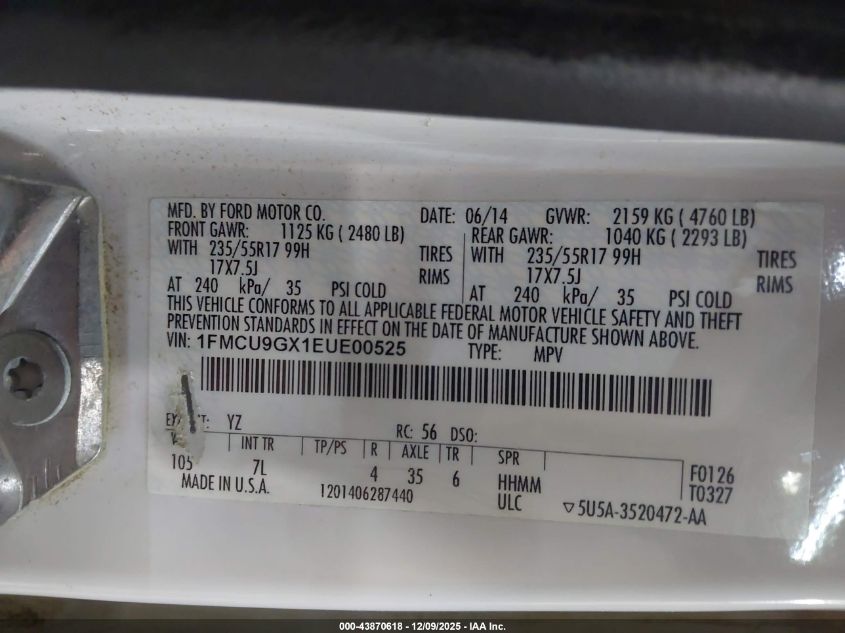 MFD. BY FORD MOTOR CO. DATE: 06/14 GVWR: 2159 KG ( 4760 LB)
FRONT GAWR: 1125 KG ( 2480 LB) REAR GAWR: 1040 KG ( 2293 LB)
WITH 235/55R17 99H TIRES WITH 235/55R17 99H TIRES
17X7.5J RIMS 17X7.5J RIMS
AT 240 kPa/ 35 PSI COLD AT 240 kPa/ 35 PSI COLD
THIS VEHICLE CONFORMS TO ALL APPLICABLE FEDERAL MOTOR VEHICLE SAFETY AND THEFT
PREVENTION STANDARDS IN EFFECT ON THE DATE OF MANUFACTURE SHOWN ABOVE.
VIN: 1FMCU9GX1EUE00525 TYPE: MPV
YZ RC: 56 DSO:
INT TR TP/PS R AXLE TR SPR
105 7L 4 35 6 HHMM F0126
MADE IN U.S.A. 1201406287440 ULC ▽5U5A-3520472-AA T0327
000-43870618 - 12/09/2025 - IAA Inc.